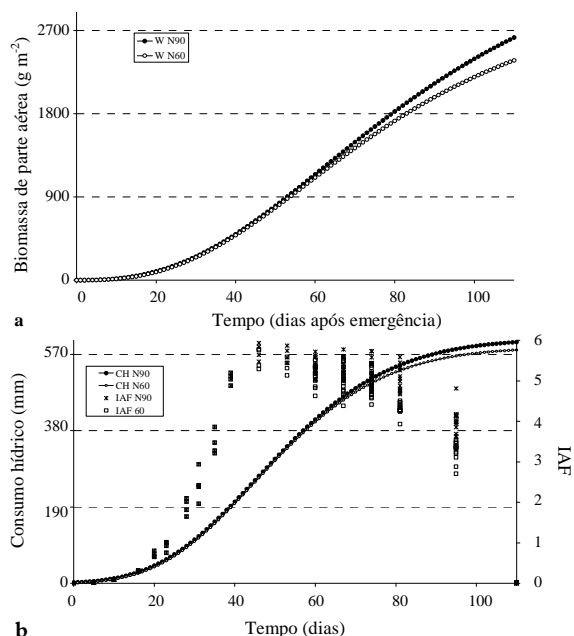 Biomassa de parte aérea (g m-2)
2700
1800
900
0
W N90
W N60
0 20 40 60 80 100
Tempo (dias após emergência)
a
Consumo hídrico (mm)
570
380
190
0
CH N90
CH N60
IAF N90
IAF 60
6
5
4
3
2
1
0
IAF
0 20 40 60 80 100
Tempo (dias)
b